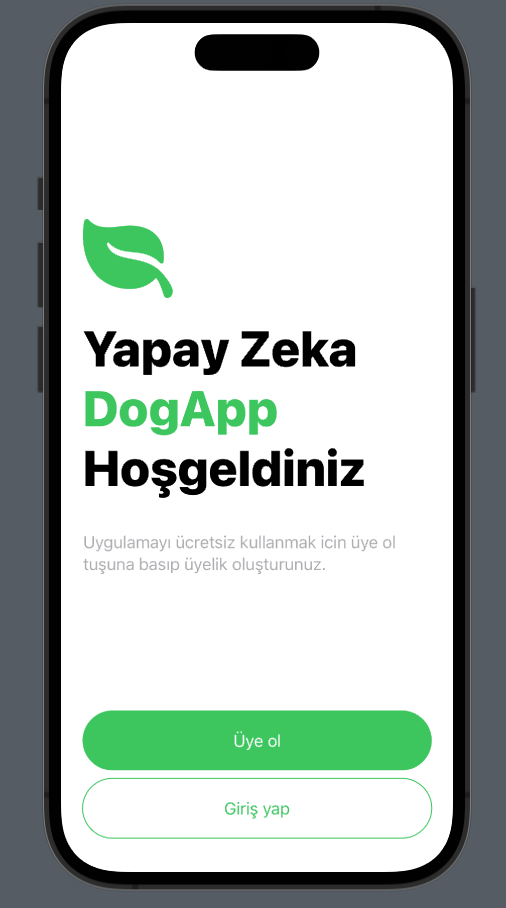 Yapay Zeka
DogApp
Hoşgeldiniz
Uygulamayı ücretsiz kullanmak icin üye ol
tuşuna basıp üyelik oluşturunuz.
Üye ol
Giriş yap